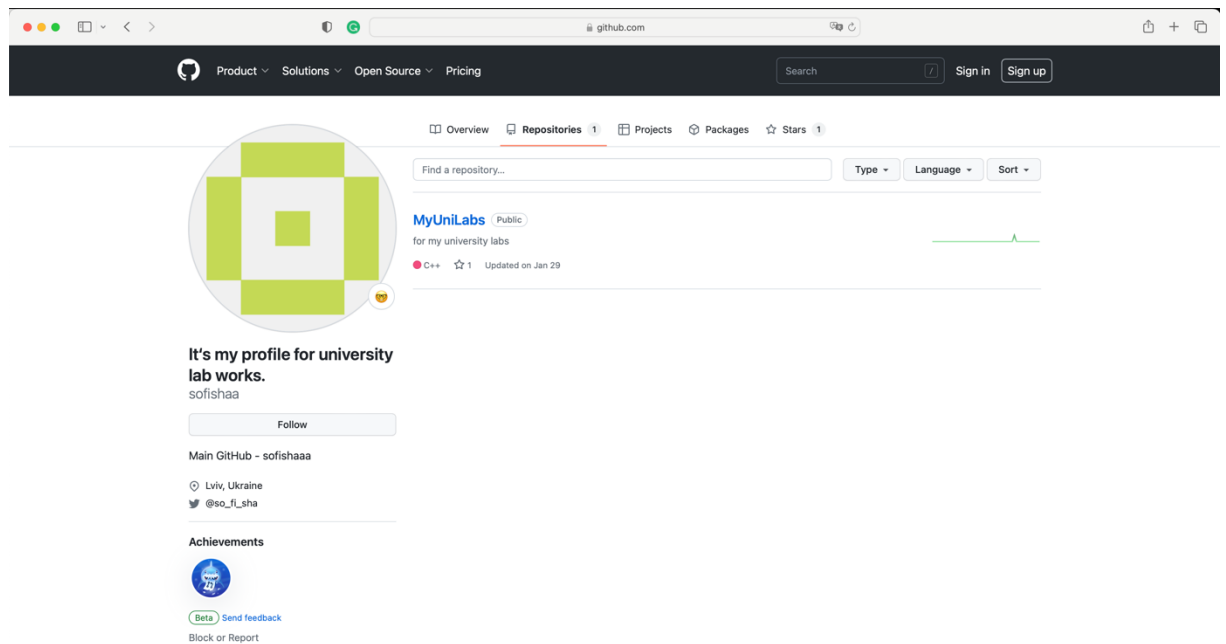 github.com
Product Solutions Open Source Pricing
Search / Sign in Sign up
Overview Repositories 1 Projects Packages Stars 1
Find a repository... Type Language Sort
MyUniLabs Public
for my university labs
C++ 1 Updated on Jan 29
It's my profile for university
lab works.
sofishaa
Follow
Main GitHub - sofishaaa
Lviv, Ukraine
@so_fi_sha
Achievements
Beta Send feedback
Block or Report